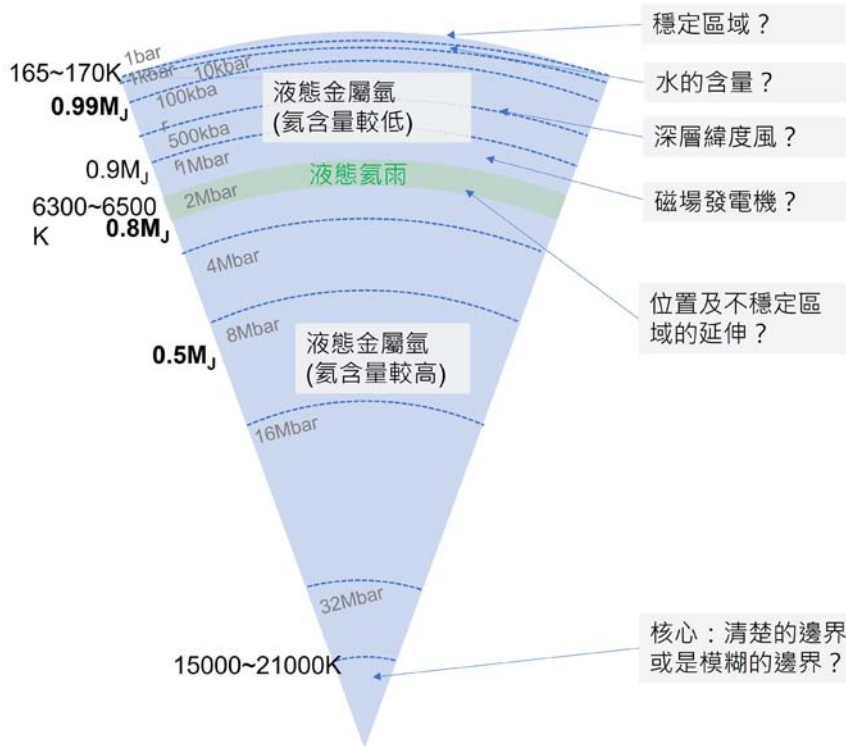 穩定區域？
1bar
165~170K
1kbar
10kbar
水的含量？
0.99MJ
100kba
r
液態金屬氫
(氦含量較低)
500kba
r
深層緯度風？
0.9MJ
1Mbar
液態氦雨
2Mbar
磁場發電機？
6300~6500
K
0.8MJ
4Mbar
位置及不穩定區
域的延伸？
8Mbar
0.5MJ
液態金屬氫
(氦含量較高)
16Mbar
32Mbar
核心：清楚的邊界
或是模糊的邊界？
15000~21000K